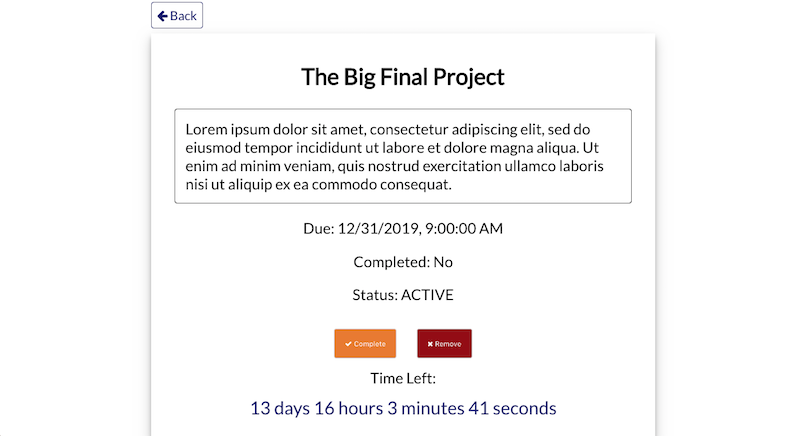 Back
The Big Final Project
Lorem ipsum dolor sit amet, consectetur adipiscing elit, sed do
eiusmod tempor incididunt ut labore et dolore magna aliqua. Ut
enim ad minim veniam, quis nostrud exercitation ullamco laboris
nisi ut aliquip ex ea commodo consequat.
Due: 12/31/2019, 9:00:00 AM
Completed: No
Status: ACTIVE
Complete Remove
Time Left:
13 days 16 hours 3 minutes 41 seconds